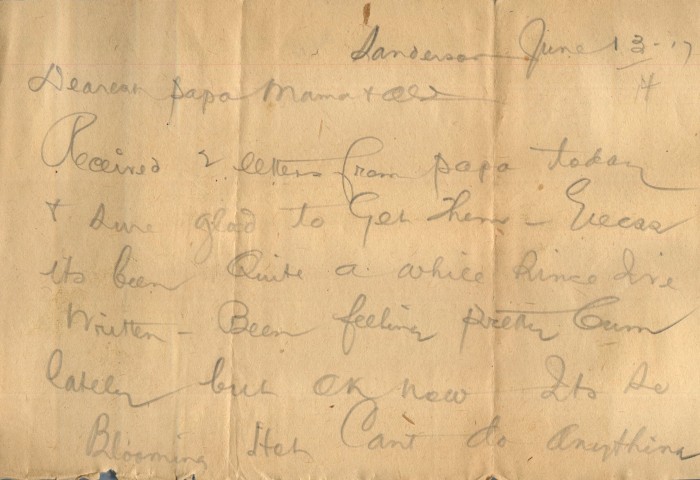 Sanderson June 13-17
Dearest Papa Mama & all
Received 2 letters from papa today
& sure glad to Get them - Guess
its been Quite a while since I've
Written - Been feeling pretty bum
lately but OK now Its so
Blooming Hot Cant do Anything